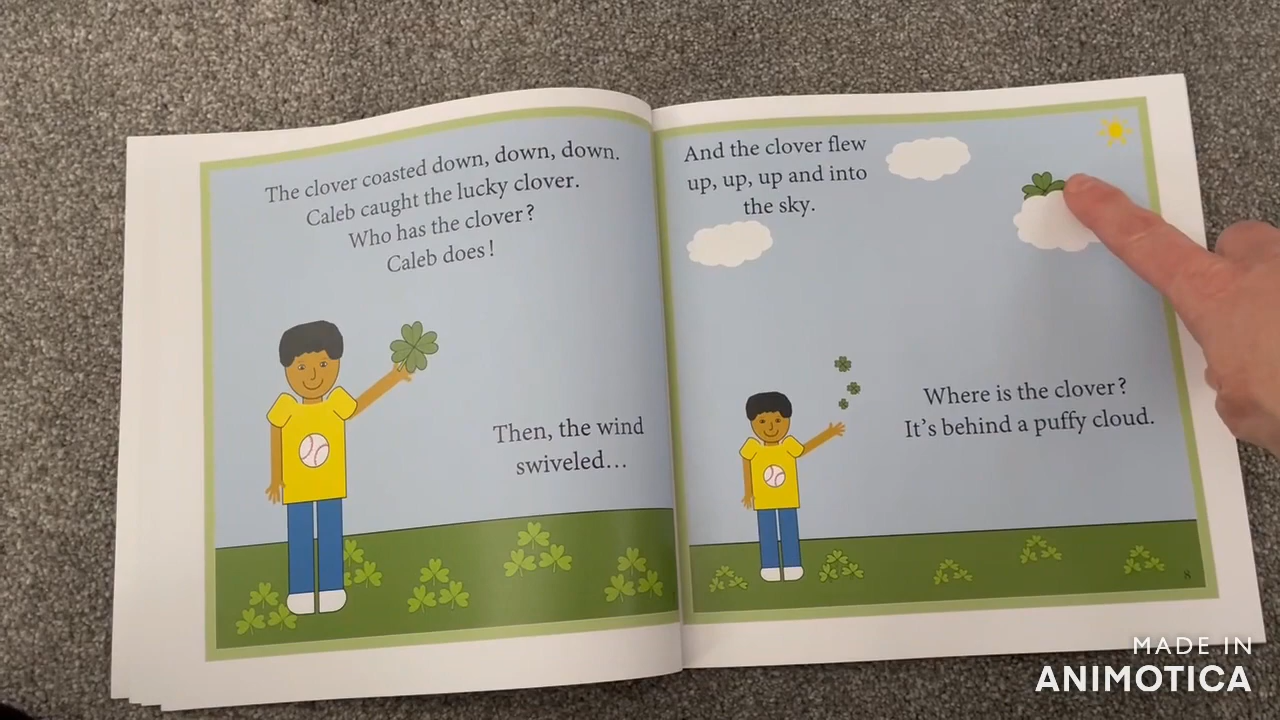 The clover coasted down, down, down.
Caleb caught the lucky clover.
Who has the clover?
Caleb does!
Then, the wind
swiveled...
And the clover flew
up, up, up and into
the sky.
Where is the clover?
It's behind a puffy cloud.
8
MADE IN
ANIMOTICA